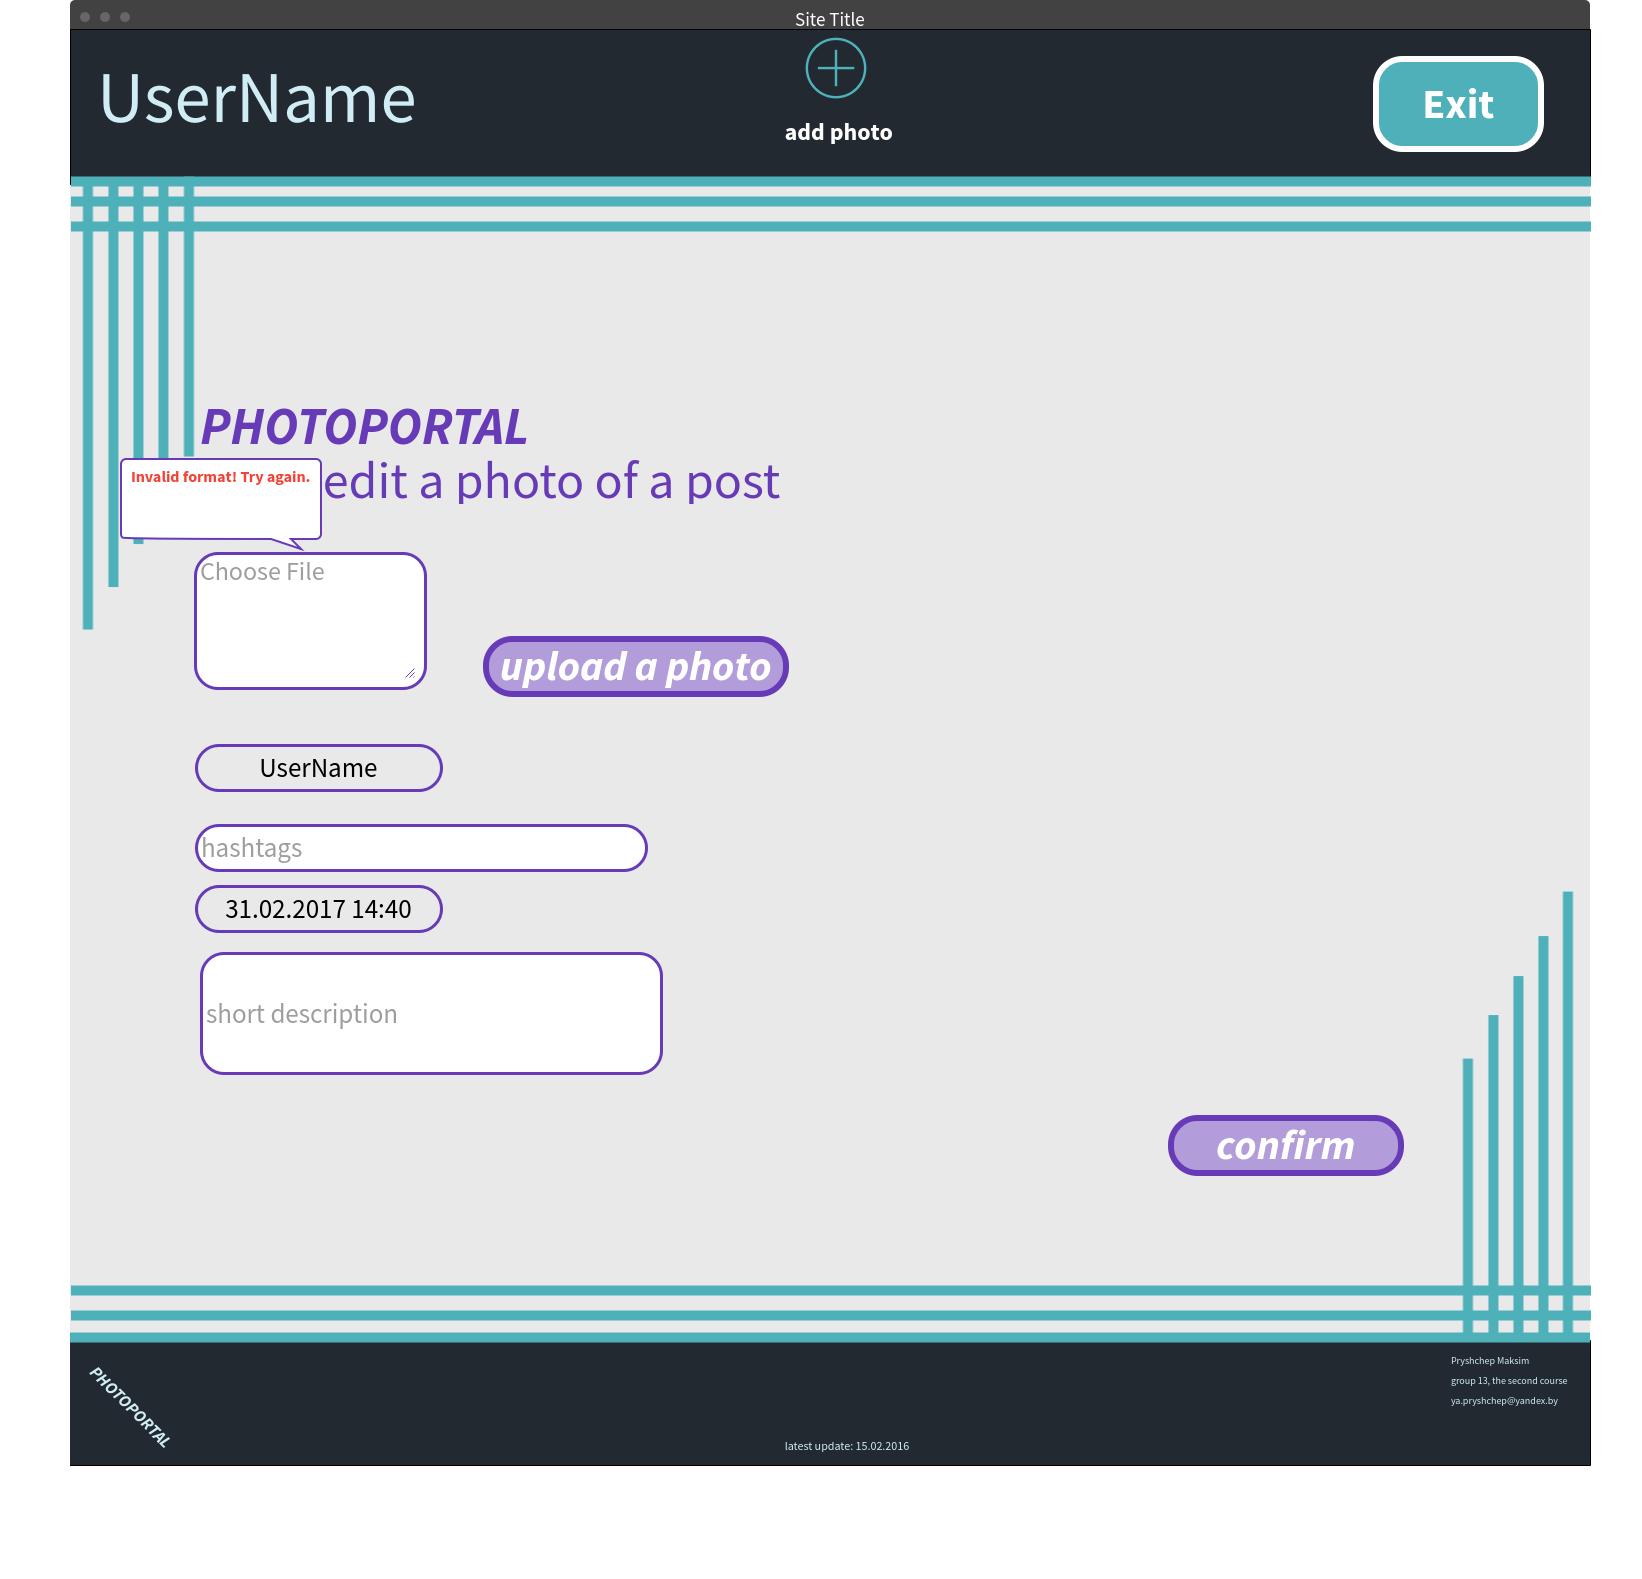 Site Title
UserName
add photo
Exit
PHOTOPORTAL
edit a photo of a post
Invalid format! Try again.
Choose File
upload a photo
UserName
hashtags
31.02.2017 14:40
short description
confirm
PHOTOPORTAL
Pryshchep Maksim
group 13, the second course
ya.pryshchep@yandex.by
latest update: 15.02.2016